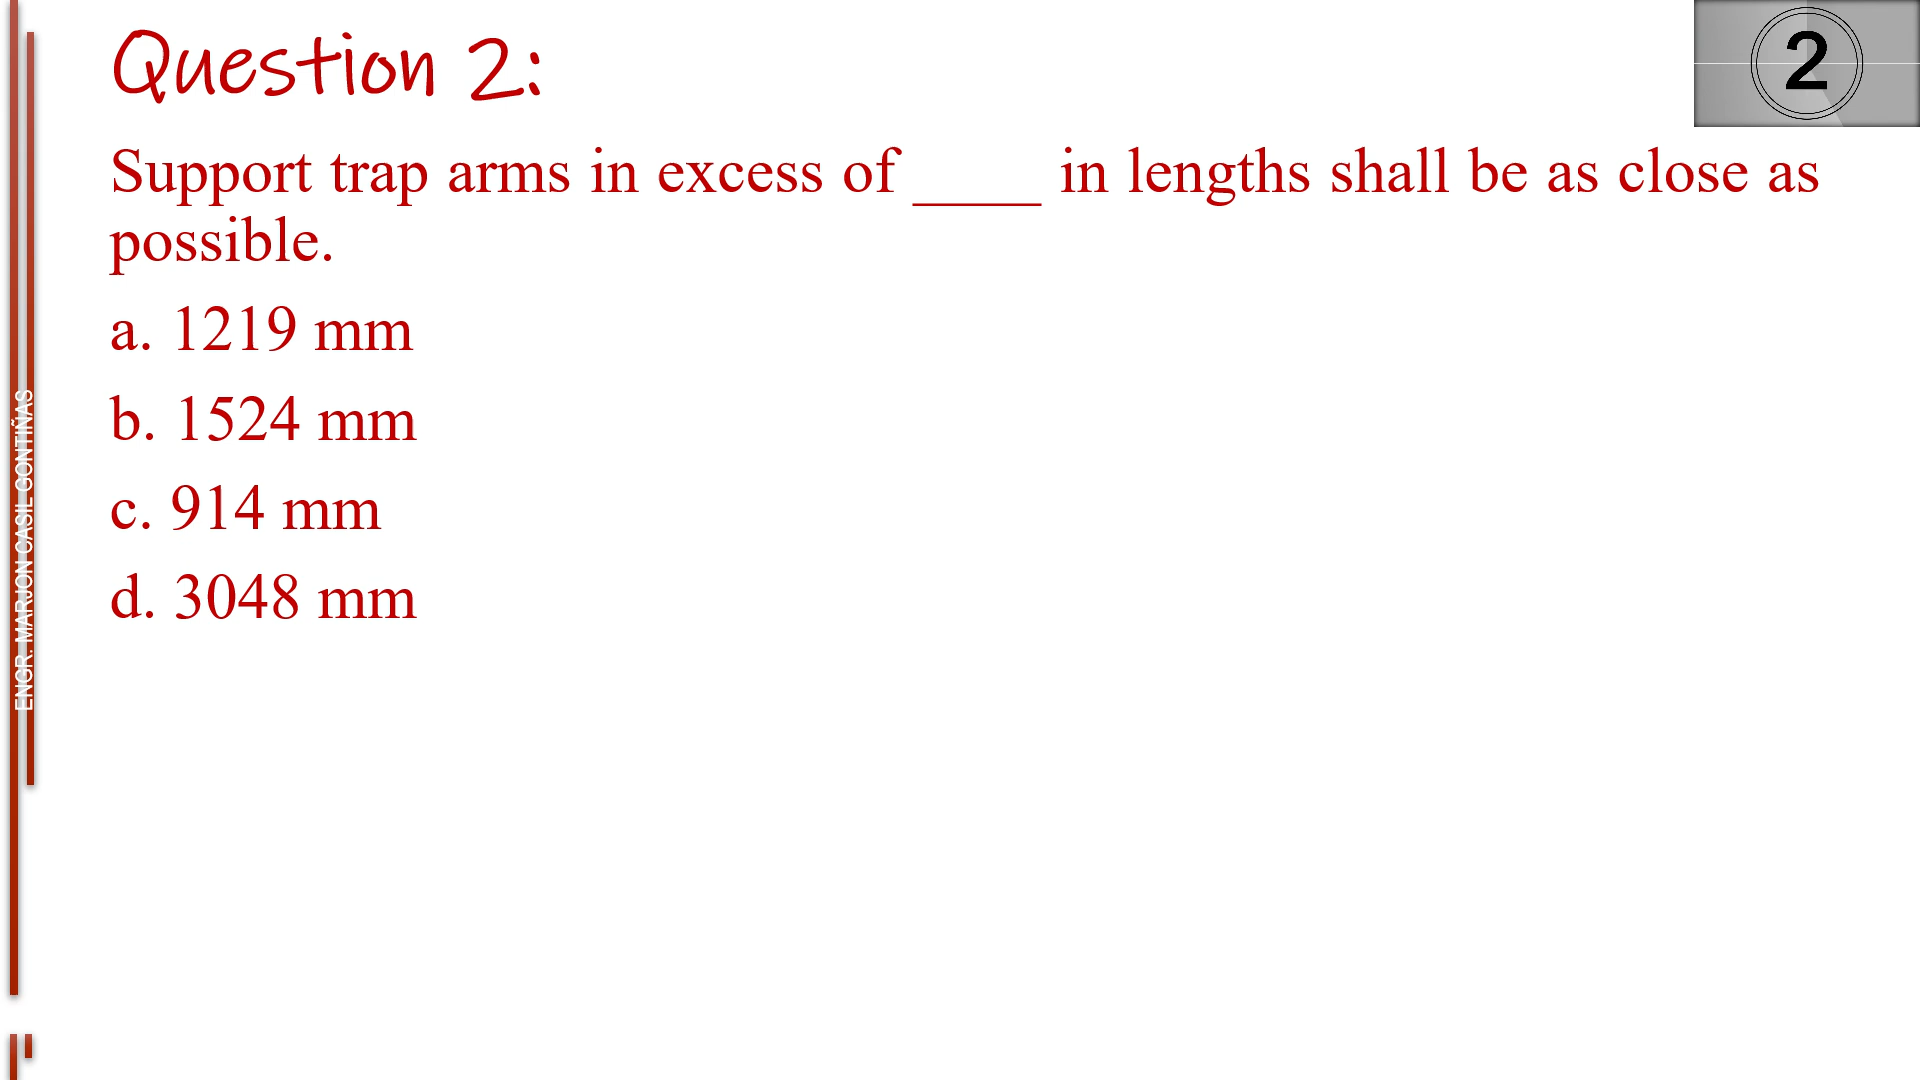 Question 2:
2
Support trap arms in excess of ____ in lengths shall be as close as
possible.
a. 1219 mm
b. 1524 mm
c. 914 mm
d. 3048 mm
ENGR. MARJON CASIL GONTIÑAS